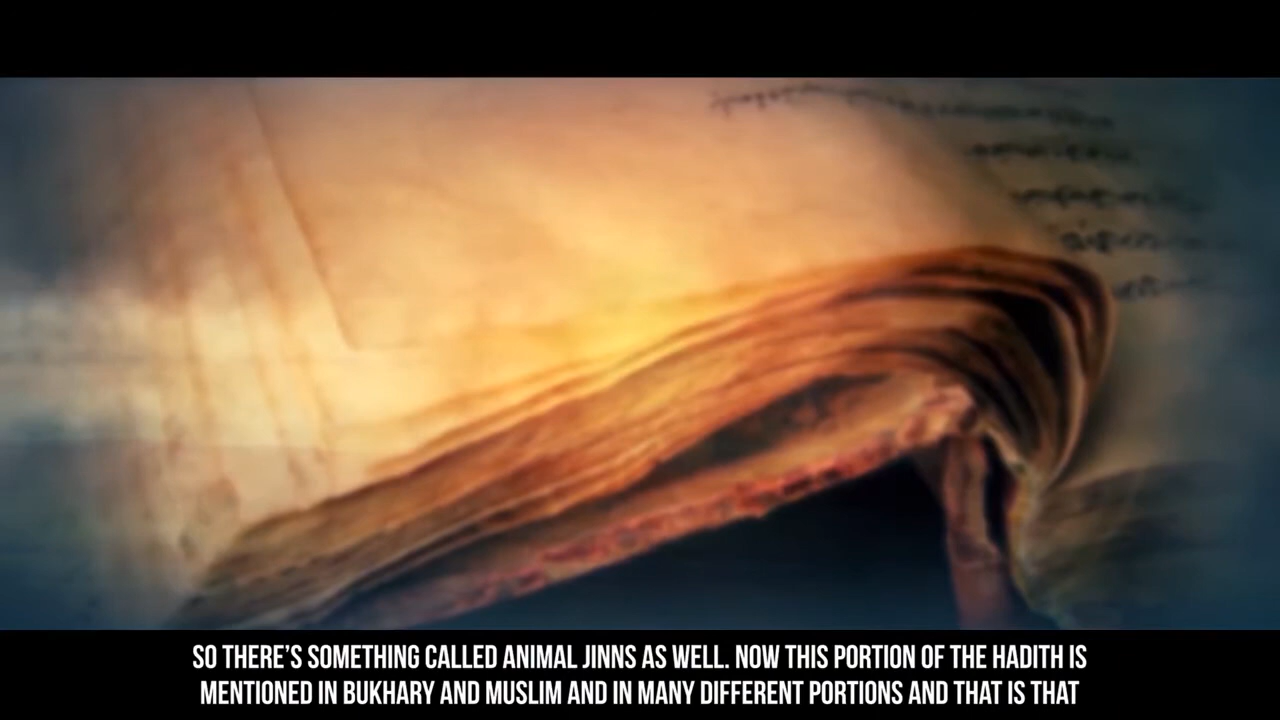 SO THERE'S SOMETHING CALLED ANIMAL JINNS AS WELL. NOW THIS PORTION OF THE HADITH IS
MENTIONED IN BUKHARY AND MUSLIM AND IN MANY DIFFERENT PORTIONS AND THAT IS THAT